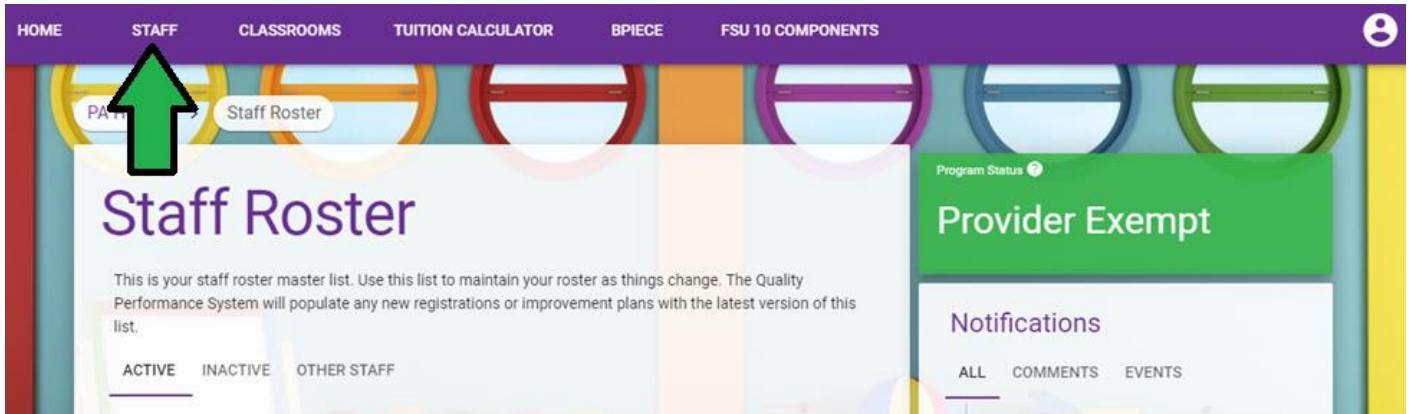 HOME STAFF CLASSROOMS TUITION CALCULATOR BPIECE FSU 10 COMPONENTS
Staff Roster
Staff Roster
This is your staff roster master list. Use this list to maintain your roster as things change. The Quality
Performance System will populate any new registrations or improvement plans with the latest version of this
list.
ACTIVE INACTIVE OTHER STAFF
Program Status ?
Provider Exempt
Notifications
ALL COMMENTS EVENTS